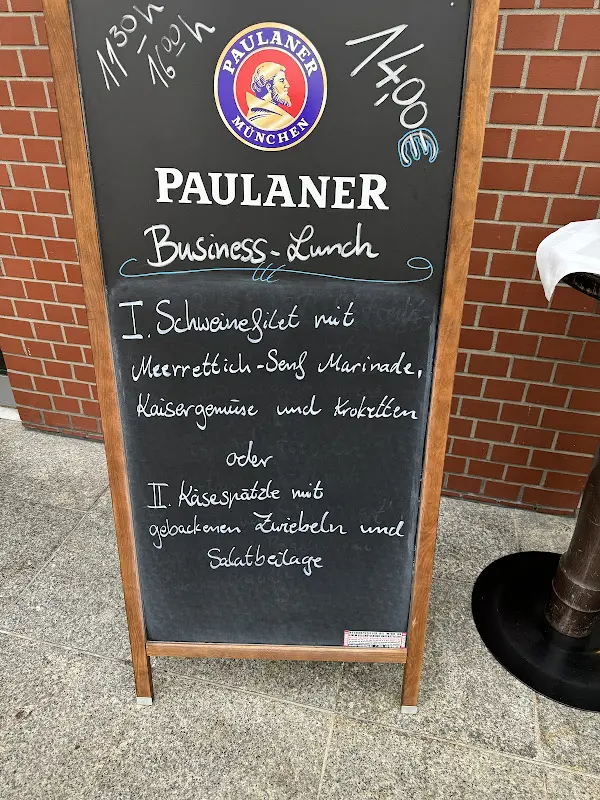 11³⁰h
–
16⁰⁰h
PAULANER
MÜNCHEN
14,00€
PAULANER
Business-Lunch
I. Schweinefilet mit
Meerrettich-Senf Marinade,
Kaisergemüse und Kroketten
oder
II. Käsespätzle mit
gebackenen Zwiebeln und
Salatbeilage